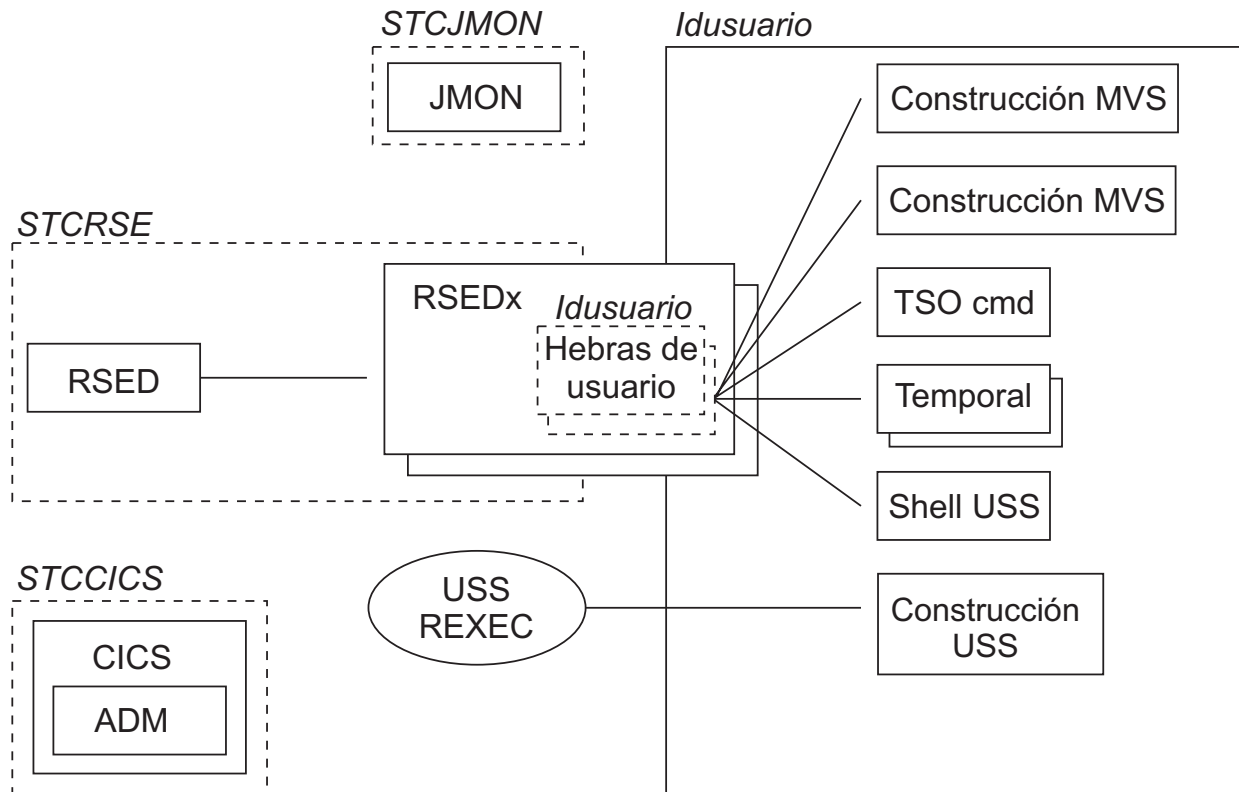 STCJMON
JMON
Idusuario
Construcción MVS
Construcción MVS
STCRSE
RSED
RSEDx
Idusuario
Hebras de
usuario
TSO cmd
Temporal
Shell USS
STCCICS
CICS
ADM
USS
REXEC
Construcción
USS